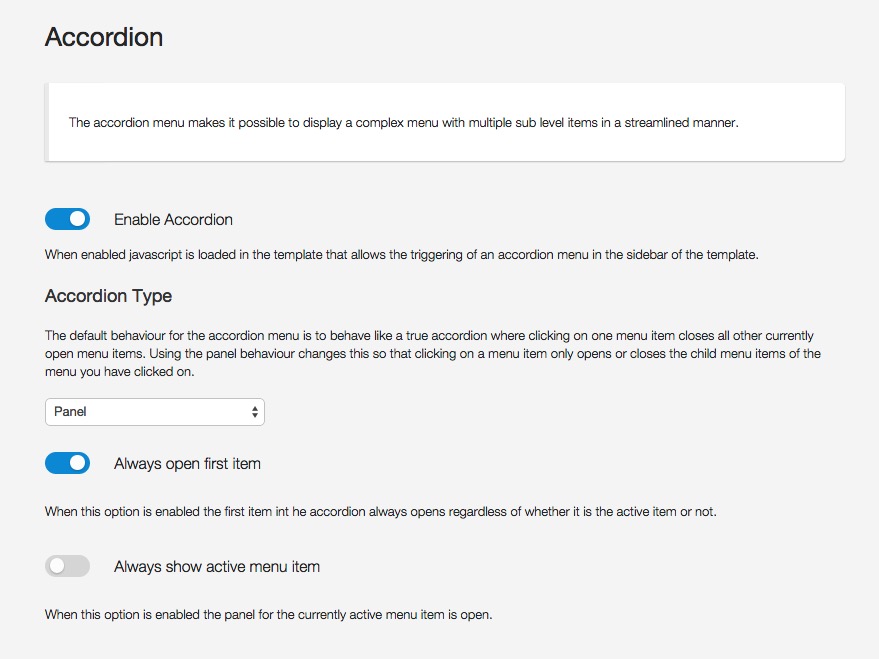 Accordion
The accordion menu makes it possible to display a complex menu with multiple sub level items in a streamlined manner.
Enable Accordion
When enabled javascript is loaded in the template that allows the triggering of an accordion menu in the sidebar of the template.
Accordion Type
The default behaviour for the accordion menu is to behave like a true accordion where clicking on one menu item closes all other currently
open menu items. Using the panel behaviour changes this so that clicking on a menu item only opens or closes the child menu items of the
menu you have clicked on.
Panel
Always open first item
When this option is enabled the first item int he accordion always opens regardless of whether it is the active item or not.
Always show active menu item
When this option is enabled the panel for the currently active menu item is open.